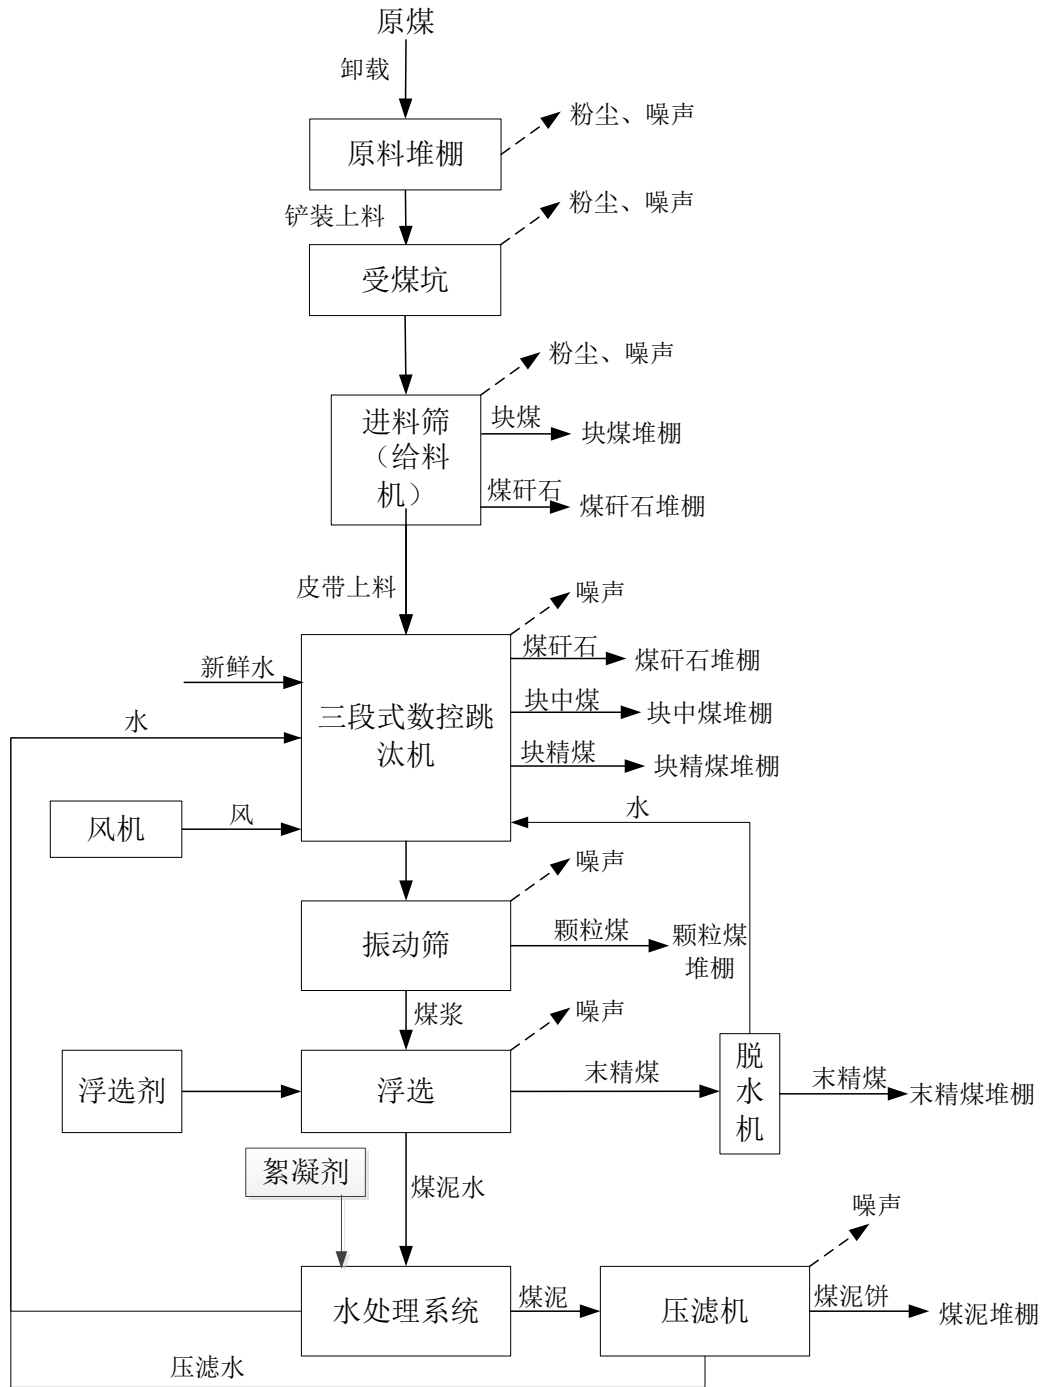 原煤
卸载
粉尘、噪声
原料堆棚
铲装上料
粉尘、噪声
受煤坑
粉尘、噪声
进料筛
（给料
机）
块煤
块煤堆棚
煤矸石
煤矸石堆棚
皮带上料
噪声
煤矸石
煤矸石堆棚
新鲜水
三段式数控跳
汰机
块中煤
块中煤堆棚
水
块精煤
块精煤堆棚
风机
风
水
噪声
振动筛
颗粒煤
颗粒煤
堆棚
煤浆
噪声
浮选剂
浮选
末精煤
脱
水
机
末精煤
末精煤堆棚
絮凝剂
煤泥水
噪声
水处理系统
煤泥
压滤机
煤泥饼
煤泥堆棚
压滤水